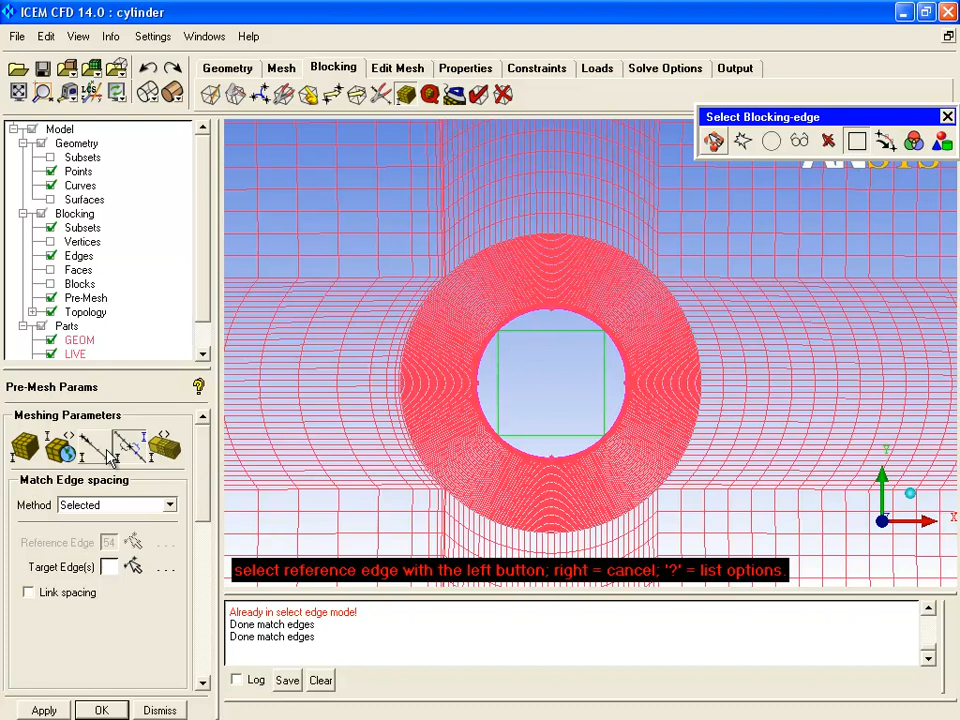 ICEM CFD 14.0 : cylinder
File Edit View Info Settings Windows Help
Geometry Mesh Blocking Edit Mesh Properties Constraints Loads Solve Options Output
Select Blocking-edge
Model
Geometry
Subsets
Points
Curves
Surfaces
Blocking
Subsets
Vertices
Edges
Faces
Blocks
Pre-Mesh
Topology
Parts
GEOM
LIVE
Pre-Mesh Params
Meshing Parameters
Match Edge spacing
Method Selected
Reference Edge 54 ...
Target Edge(s) ...
Link spacing
Apply OK Dismiss
Y
X
select reference edge with the left button; right = cancel; '?' = list options.
Already in select edge mode!
Done match edges
Done match edges
Log Save Clear